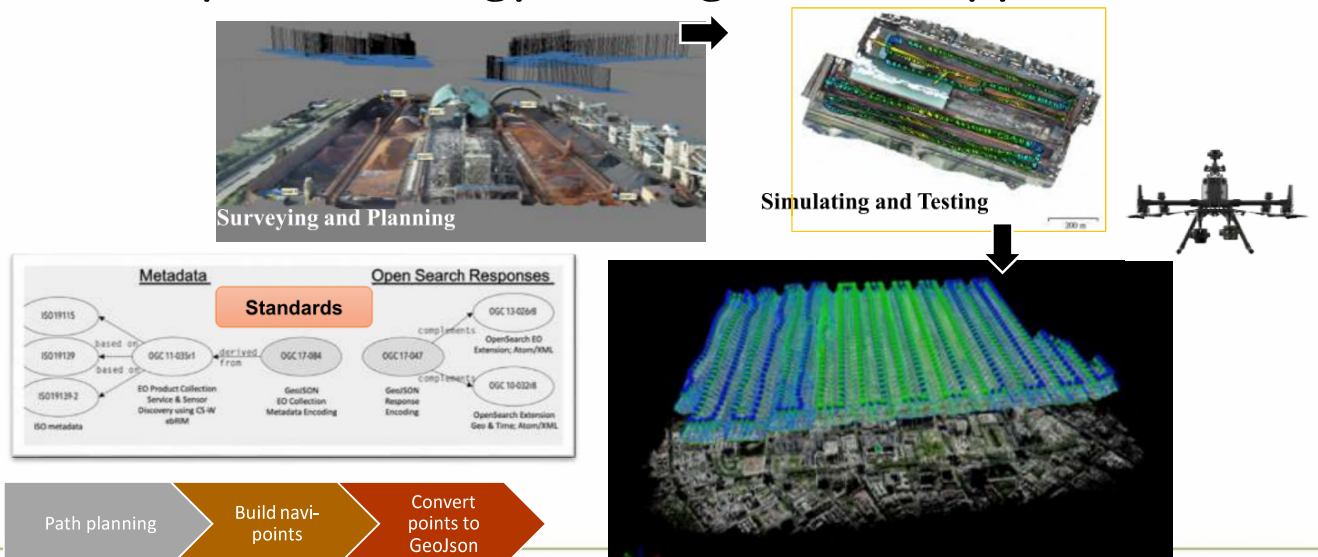 Surveying and Planning
Simulating and Testing
200 m
Metadata
Open Search Responses
Standards
ISO19115
ISO19139
ISO19139-2
ISO metadata
based on
based on
OGC 11-035r1
EO Product Collection
Service & Sensor
Discovery using CS-W
ebRIM
derived
from
OGC 17-084
GeoJSON
EO Collection
Metadata Encoding
OGC 17-047
GeoJSON
Response
Encoding
complements
complements
OGC 13-026r8
OpenSearch EO
Extension; Atom/XML
OGC 10-032r8
OpenSearch Extension
Geo & Time; Atom/XML
Path planning
Build navi-
points
Convert
points to
GeoJson